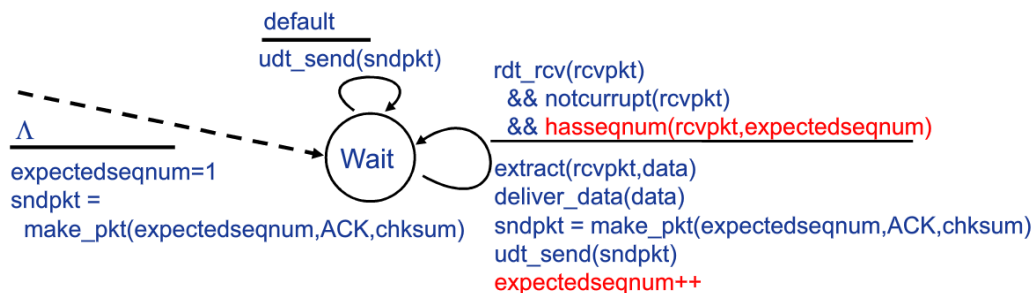 default
udt_send(sndpkt)
Λ
expectedseqnum=1
sndpkt =
make_pkt(expectedseqnum,ACK,chksum)
Wait
rdt_rcv(rcvpkt)
&& notcurrupt(rcvpkt)
&& hasseqnum(rcvpkt,expectedseqnum)
extract(rcvpkt,data)
deliver_data(data)
sndpkt = make_pkt(expectedseqnum,ACK,chksum)
udt_send(sndpkt)
expectedseqnum++